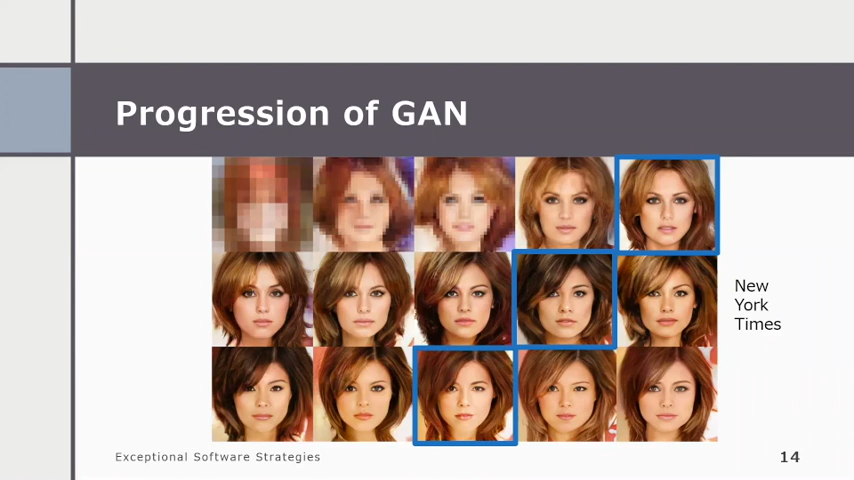 Progression of GAN
New
York
Times
Exceptional Software Strategies
14